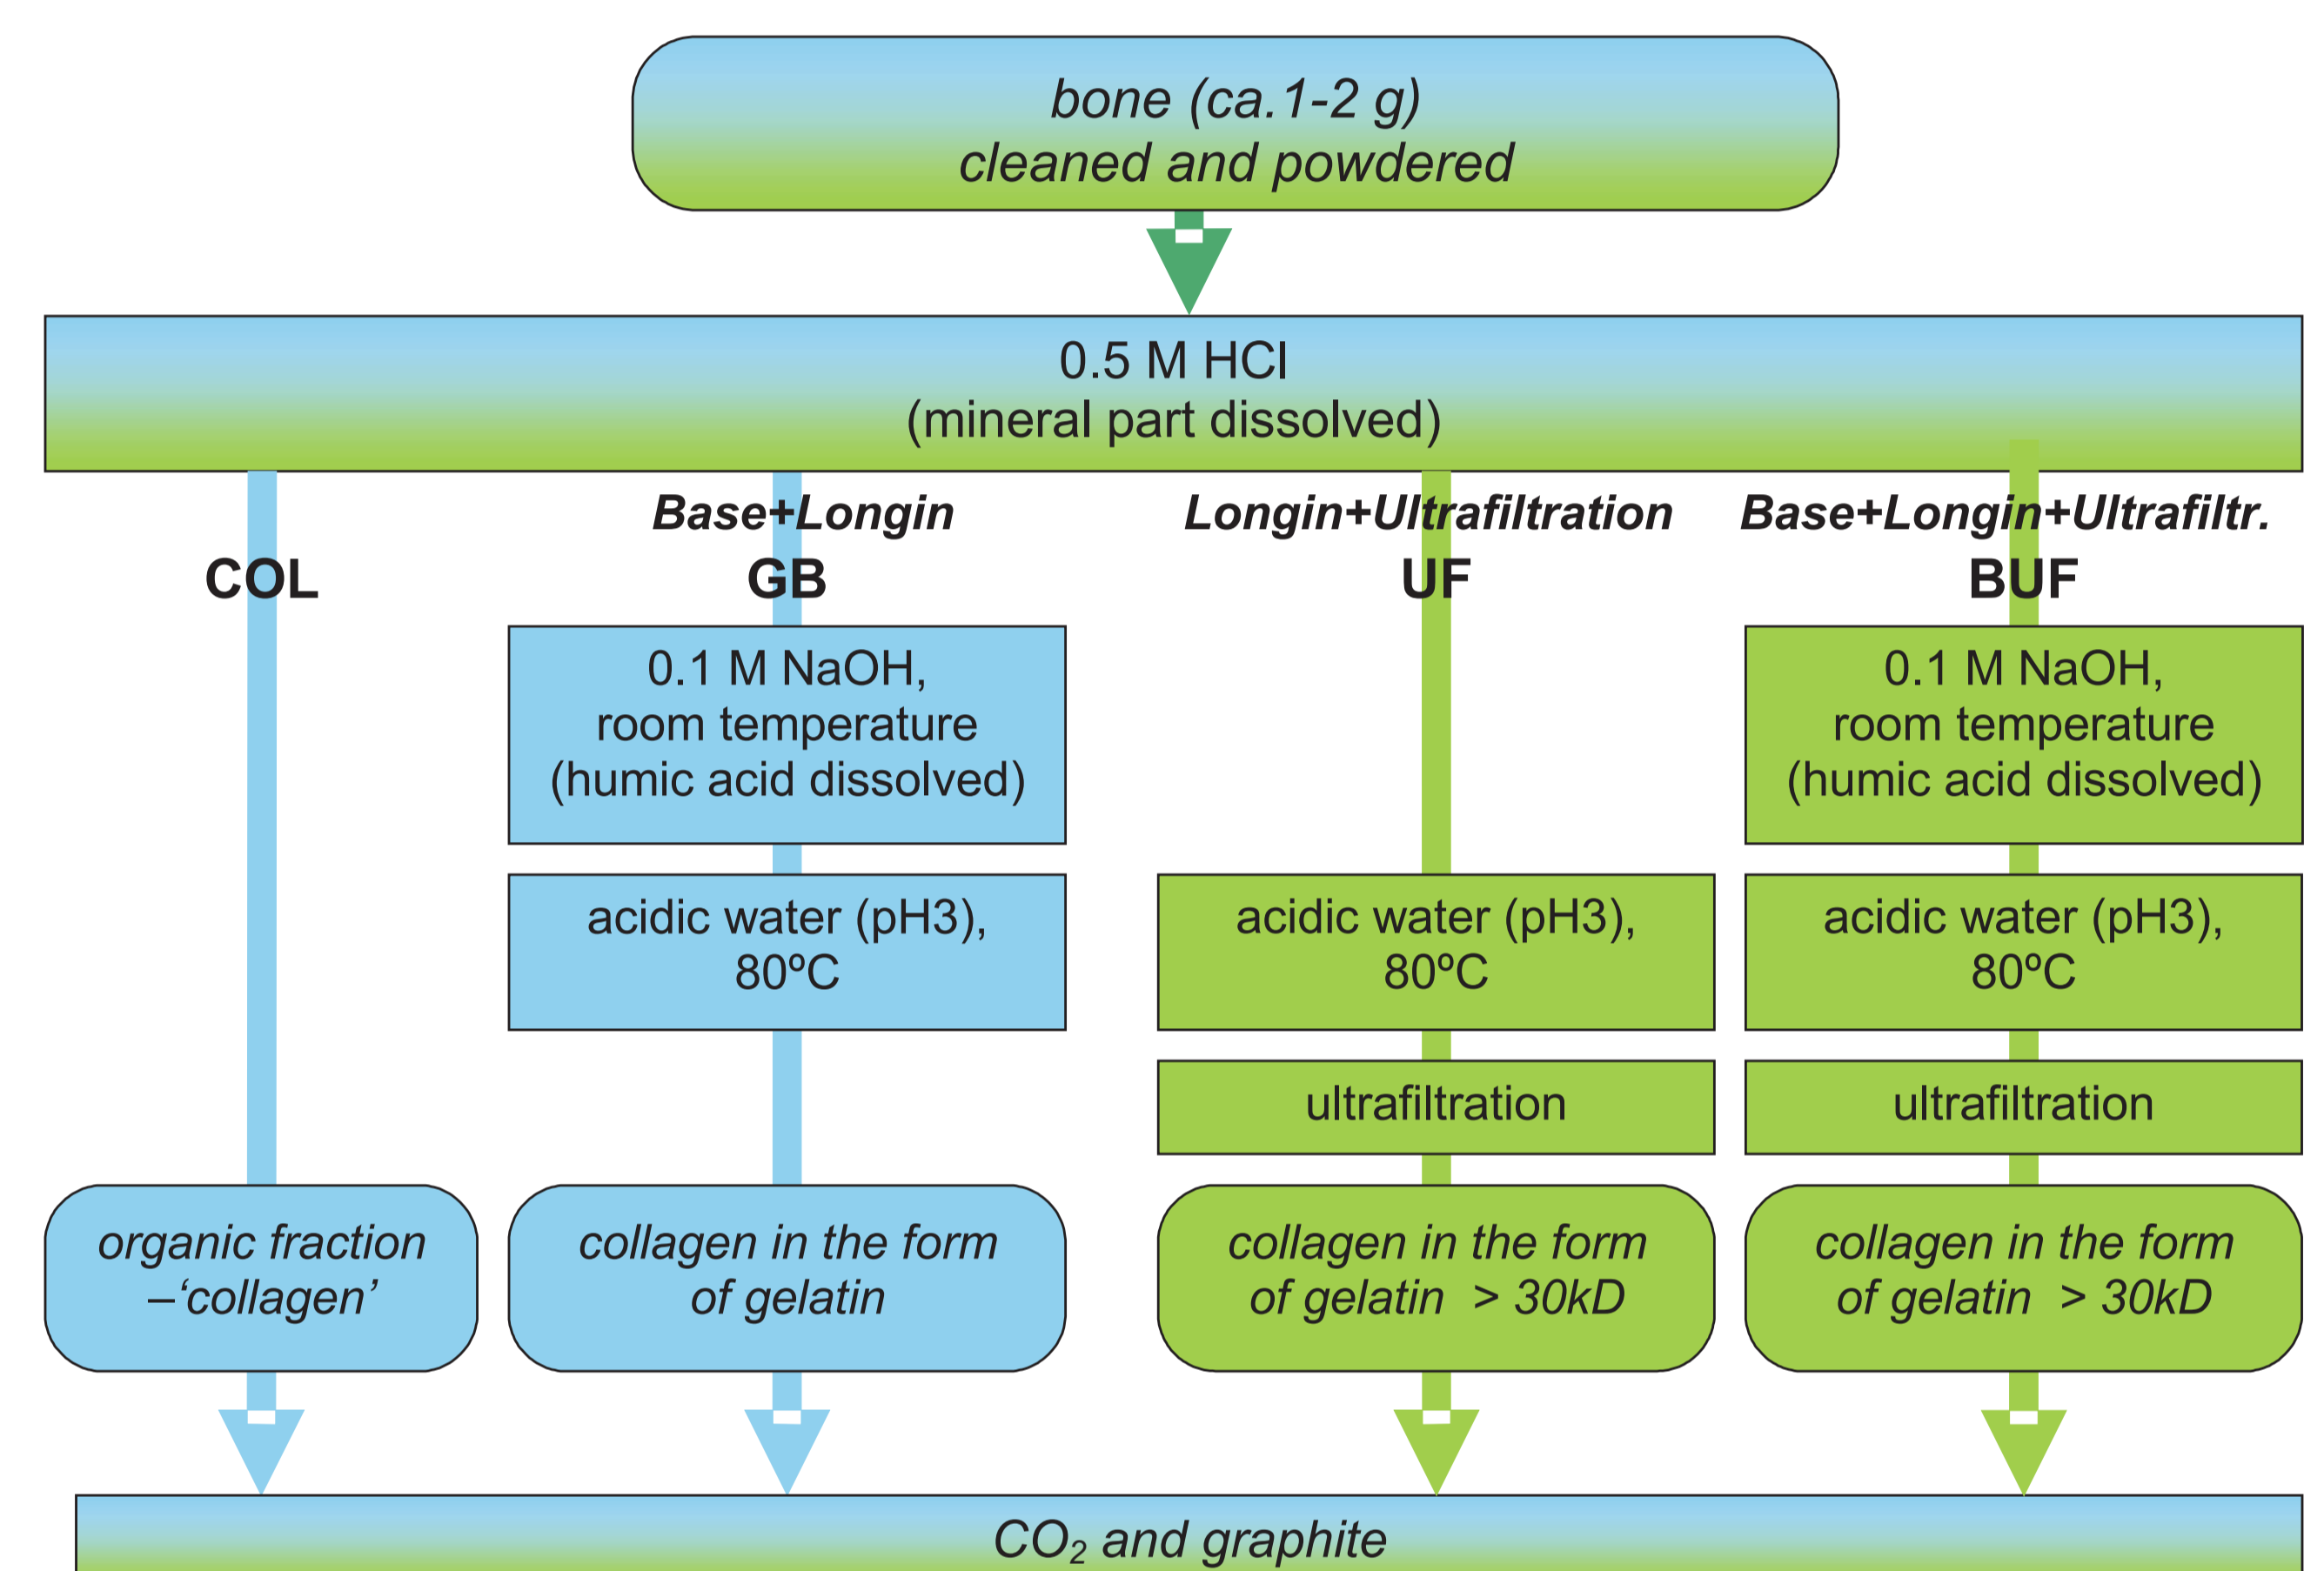 bone (ca.1-2 g)
cleaned and powdered
0.5 M HCl
(mineral part dissolved)
COL
Base+Longin
GB
0.1 M NaOH,
room temperature
(humic acid dissolved)
acidic water (pH3),
80ºC
Longin+Ultrafiltration
UF
acidic water (pH3),
80ºC
ultrafiltration
Base+Longin+Ultrafiltr.
BUF
0.1 M NaOH,
room temperature
(humic acid dissolved)
acidic water (pH3),
80ºC
ultrafiltration
organic fraction
–‘collagen’
collagen in the form
of gelatin
collagen in the form
of gelatin > 30kD
collagen in the form
of gelatin > 30kD
CO₂ and graphite